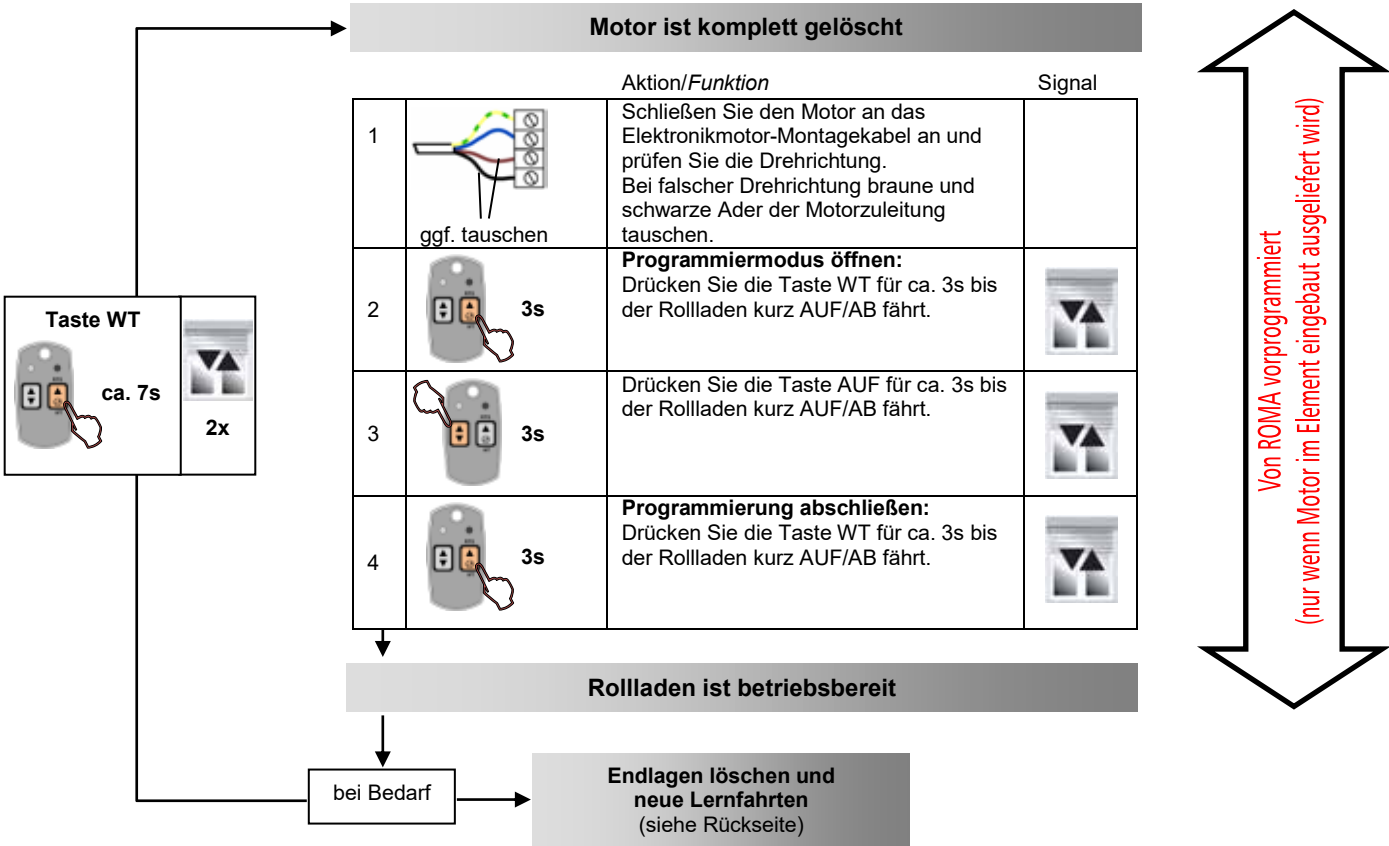 Motor ist komplett gelöscht
Aktion/Funktion
Signal
1
ggf. tauschen
Schließen Sie den Motor an das
Elektronikmotor-Montagekabel an und
prüfen Sie die Drehrichtung.
Bei falscher Drehrichtung braune und
schwarze Ader der Motorzuleitung
tauschen.
2
3s
Programmiermodus öffnen:
Drücken Sie die Taste WT für ca. 3s bis
der Rollladen kurz AUF/AB fährt.
3
3s
Drücken Sie die Taste AUF für ca. 3s bis
der Rollladen kurz AUF/AB fährt.
4
3s
Programmierung abschließen:
Drücken Sie die Taste WT für ca. 3s bis
der Rollladen kurz AUF/AB fährt.
Taste WT
ca. 7s
2x
Rollladen ist betriebsbereit
bei Bedarf
Endlagen löschen und
neue Lernfahrten
(siehe Rückseite)
Von ROMA vorprogrammiert
(nur wenn Motor im Element eingebaut ausgeliefert wird)